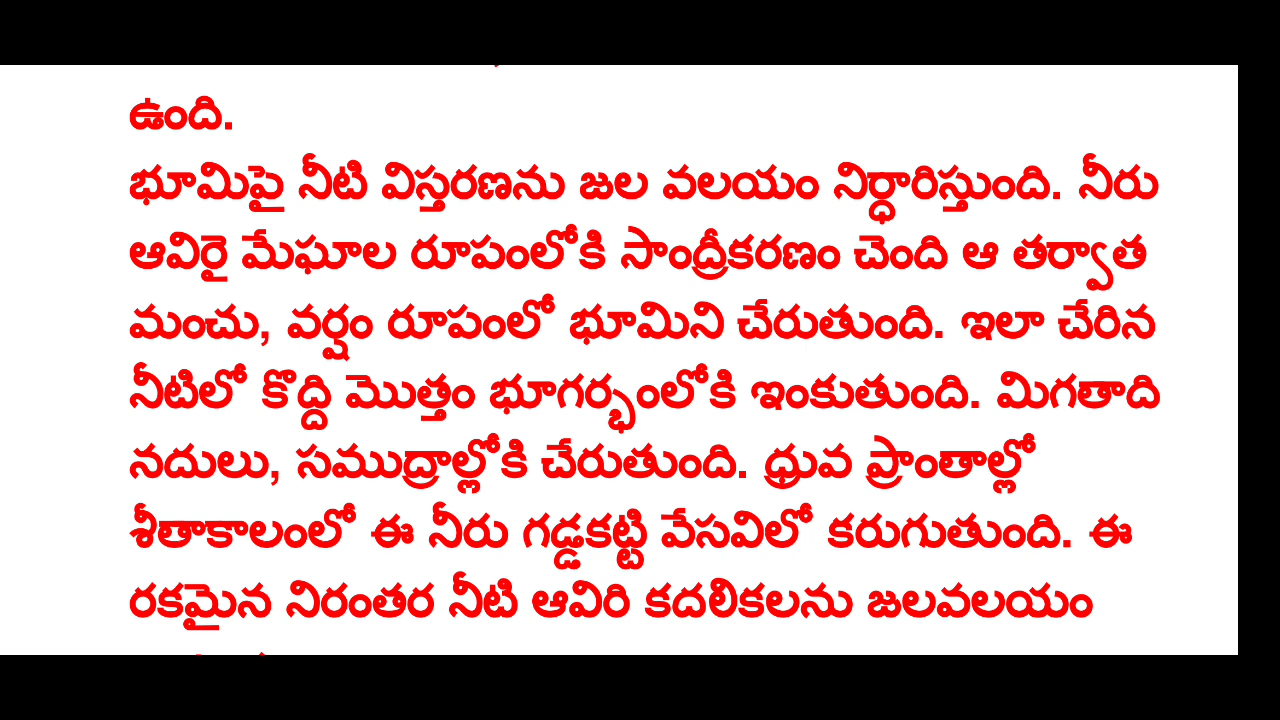 ఉంది.
భూమిపై నీటి విస్తరణను జల వలయం నిర్ధారిస్తుంది. నీరు
ఆవిరై మేఘాల రూపంలోకి సాంద్రీకరణం చెంది ఆ తర్వాత
మంచు, వర్షం రూపంలో భూమిని చేరుతుంది. ఇలా చేరిన
నీటిలో కొద్ది మొత్తం భూగర్భంలోకి ఇంకుతుంది. మిగతాది
నదులు, సముద్రాల్లోకి చేరుతుంది. ధ్రువ ప్రాంతాల్లో
శీతాకాలంలో ఈ నీరు గడ్డకట్టి వేసవిలో కరుగుతుంది. ఈ
రకమైన నిరంతర నీటి ఆవిరి కదలికలను జలవలయం